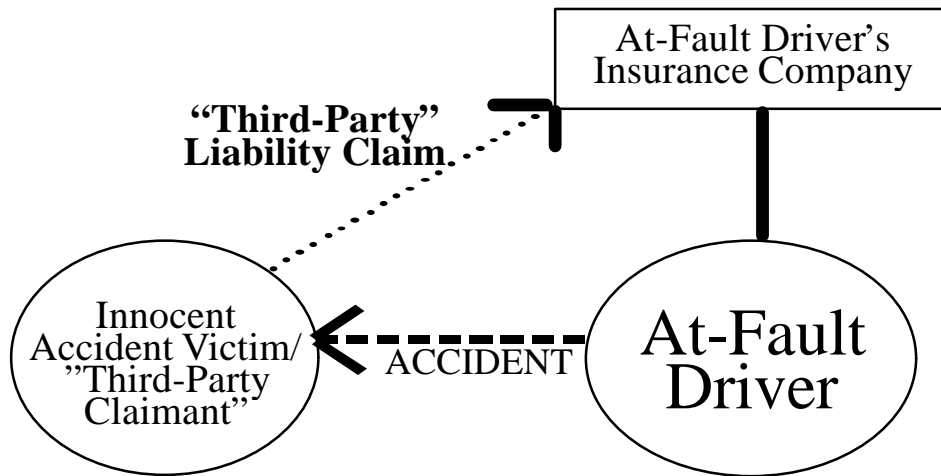 At-Fault Driver’s
Insurance Company
“Third-Party”
Liability Claim
Innocent
Accident Victim/
”Third-Party
Claimant”
ACCIDENT
At-Fault
Driver